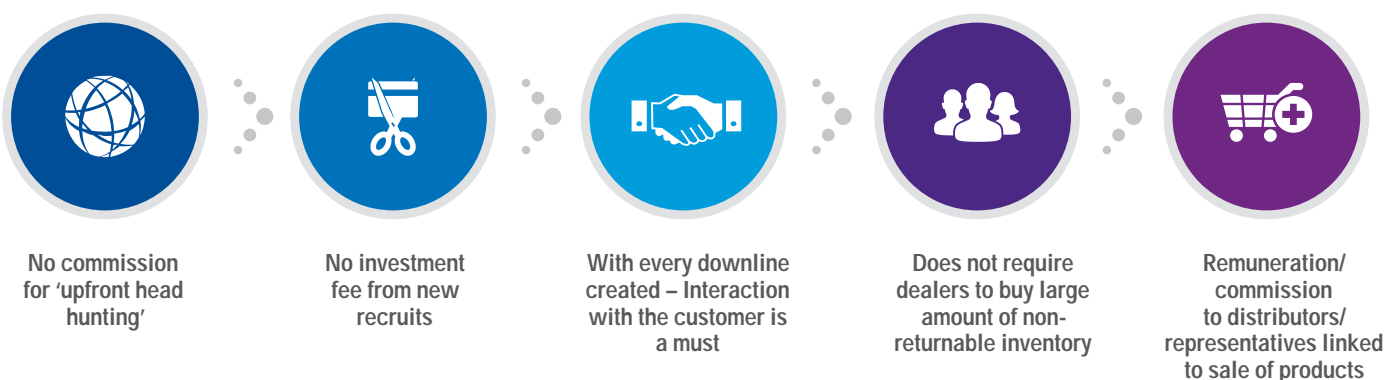 No commission
for ‘upfront head
hunting’
No investment
fee from new
recruits
With every downline
created – Interaction
with the customer is
a must
Does not require
dealers to buy large
amount of non-
returnable inventory
Remuneration/
commission
to distributors/
representatives linked
to sale of products